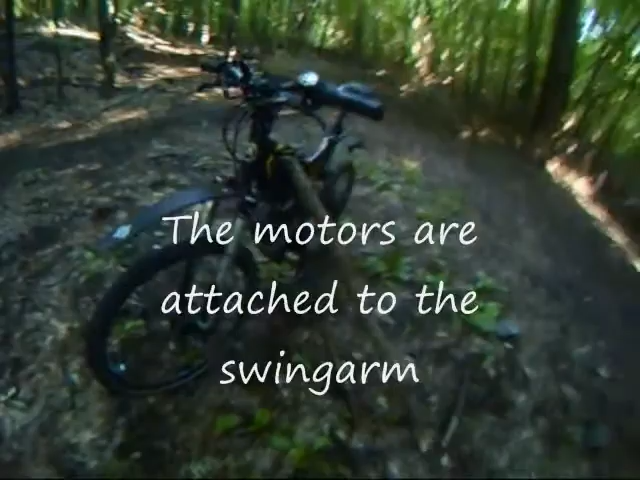 The motors are
attached to the
swingarm